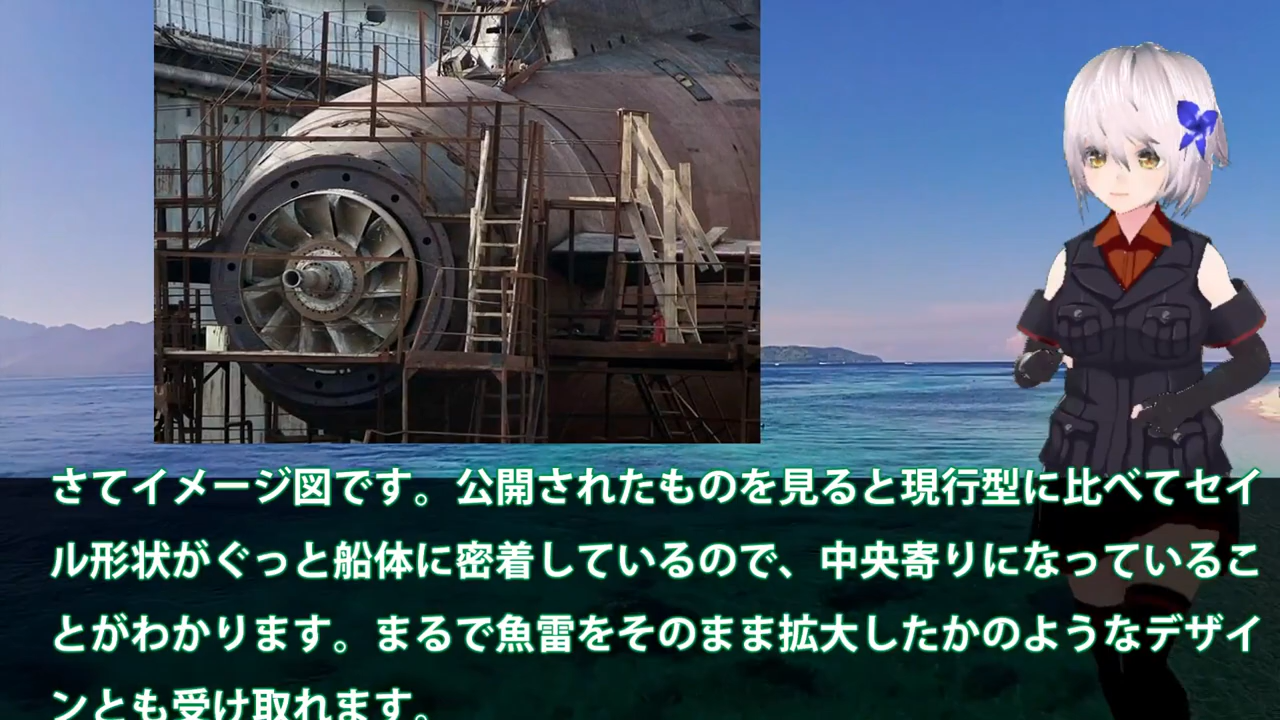 さてイメージ図です。公開されたものを見ると現行型に比べてセイ
ル形状がぐっと船体に密着しているので、中央寄りになっているこ
とがわかります。まるで魚雷をそのまま拡大したかのようなデザイ
ンとも受け取れます。